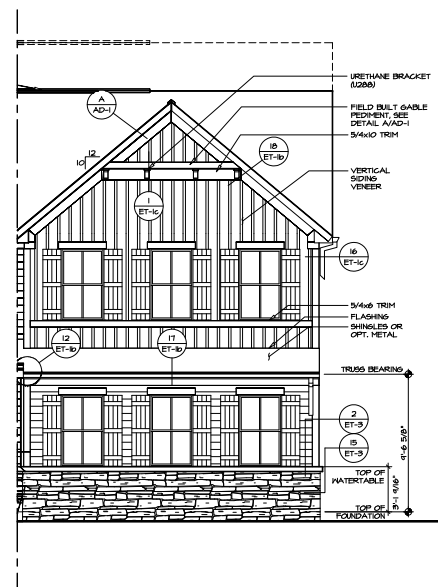 URETHANE BRACKET
(U288)
A
AD-1
FIELD BUILT GABLE
PEDIMENT, SEE
DETAIL A/AD-1
5/4x10 TRIM
12
10
18
ET-1b
VERTICAL
SIDING
VENEER
1
ET-1c
16
ET-1c
5/4x6 TRIM
FLASHING
SHINGLES OR
OPT. METAL
12
ET-1b
17
ET-1b
TRUSS BEARING
2
ET-3
9'-6 5/8"
15
ET-3
TOP OF
WATERTABLE
3'-1 9/16"
TOP OF
FOUNDATION